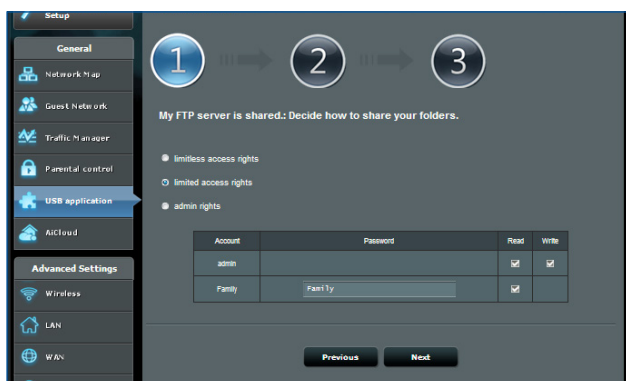 Setup
General
Network Map
Guest Network
Traffic Manager
Parental control
USB application
AiCloud
Advanced Settings
Wireless
LAN
WAN
1 2 3
My FTP server is shared.: Decide how to share your folders.
limitless access rights
limited access rights
admin rights
Account Password Read Write
admin
Family Family
Previous Next